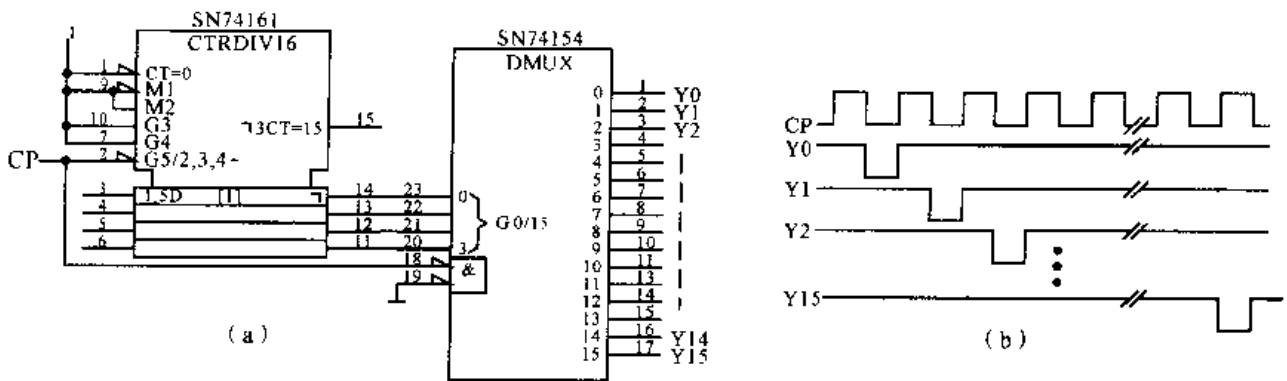 SN74161
CTRDIV16
1
1
CT=0
9
M1
M2
10
G3
7
G4
CP
2
G5/2,3,4~
¬3CT=15
15
3
1,5D
[1]
¬
4
5
6
14
13
12
11
23
22
21
20
18
19
SN74154
DMUX
0
3
G0/15
&
0 1 Y0
1 2 Y1
2 3 Y2
3 4
4 5
5 6
6 7
7 8
8 9
9 10
10 11
11 13
12 14
13 15
14 16 Y14
15 17 Y15
(a)
CP
Y0
Y1
Y2
Y15
(b)